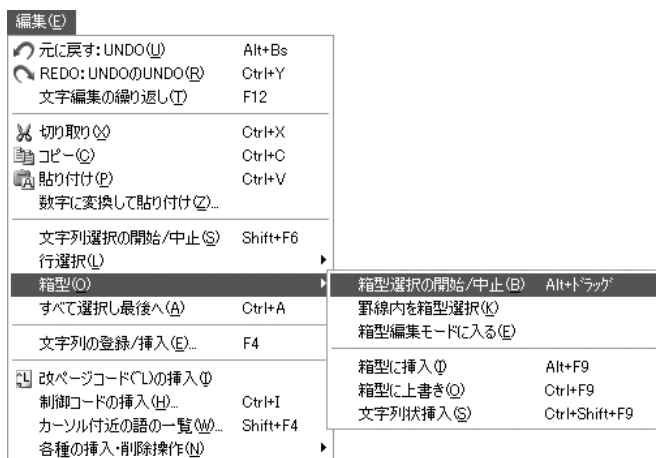 編集(E)
元に戻す:UNDO(U) Alt+Bs
REDO:UNDOのUNDO(R) Ctrl+Y
文字編集の繰り返し(T) F12
切り取り(X) Ctrl+X
コピー(C) Ctrl+C
貼り付け(P) Ctrl+V
数字に変換して貼り付け(Z)...
文字列選択の開始/中止(S) Shift+F6
行選択(L)
箱型(O)
すべて選択し最後へ(A) Ctrl+A
文字列の登録/挿入(E)... F4
改ページコード(^L)の挿入(I)
制御コードの挿入(H)... Ctrl+I
カーソル付近の語の一覧(W)... Shift+F4
各種の挿入・削除操作(N)
箱型選択の開始/中止(B) Alt+ﾄﾞﾗｯｸﾞ
罫線内を箱型選択(K)
箱型編集モードに入る(E)
箱型に挿入(I) Alt+F9
箱型に上書き(O) Ctrl+F9
文字列状挿入(S) Ctrl+Shift+F9